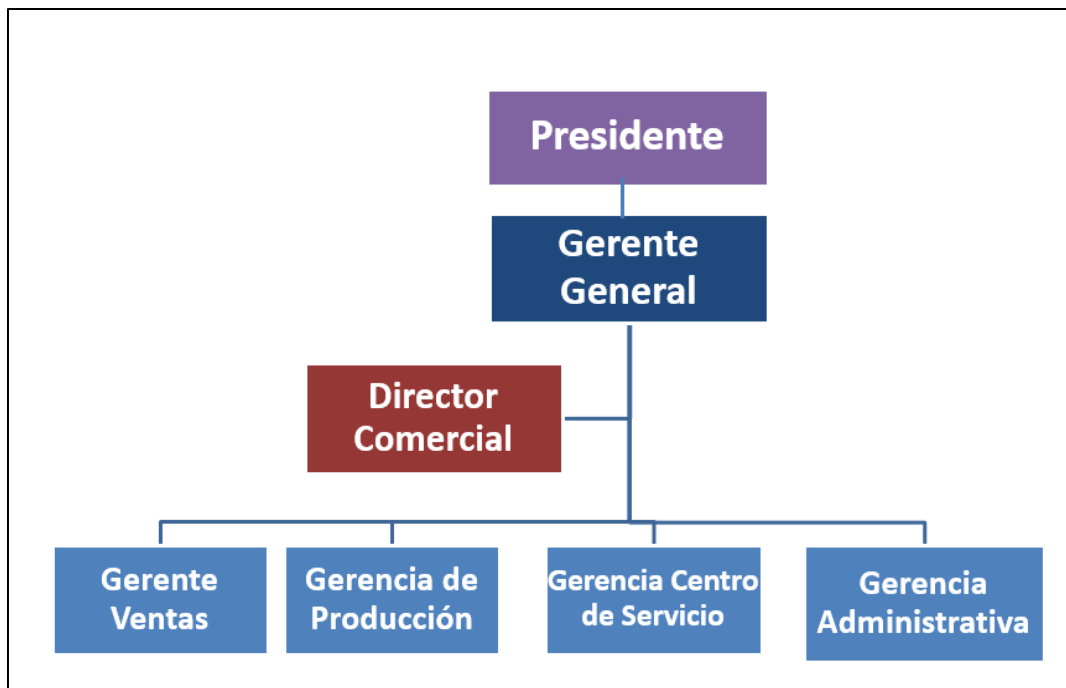 Presidente
Gerente
General
Director
Comercial
Gerente
Ventas
Gerencia de
Producción
Gerencia Centro
de Servicio
Gerencia
Administrativa